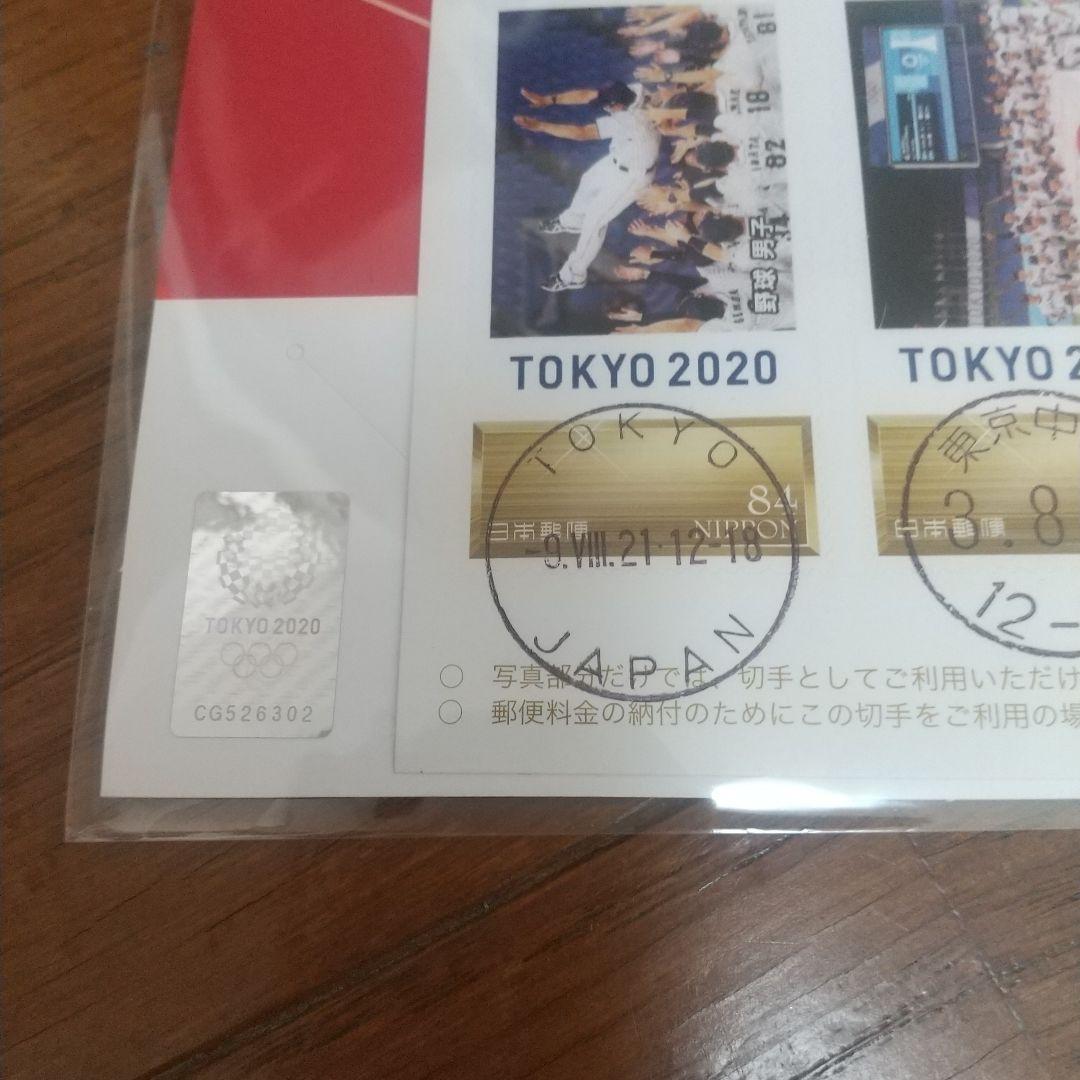 81
18
82
野球 男子
TOKYO 2020
TOKYO 2
TOKYO
東京中
84
日本郵便
NIPPON
日本郵便
-9.VIII.21.12-18
3.8
JAPAN
12-
TOKYO 2020
CG526302
○ 写真部分だけでは、切手としてご利用いただけ
○ 郵便料金の納付のためにこの切手をご利用の場